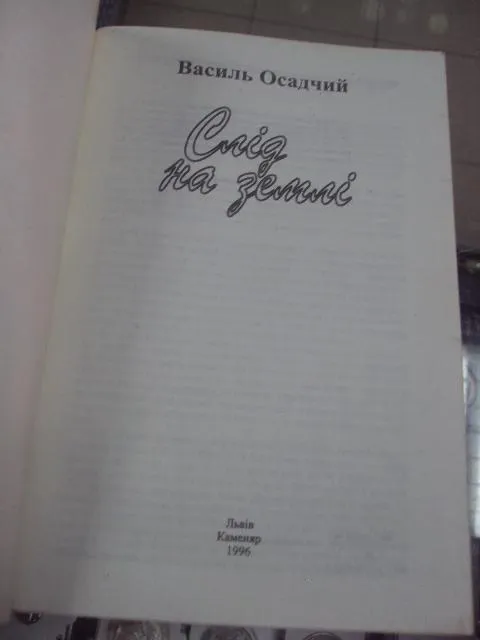 Василь Осадчий
Слід
на землі
Львів
Каменяр
1996